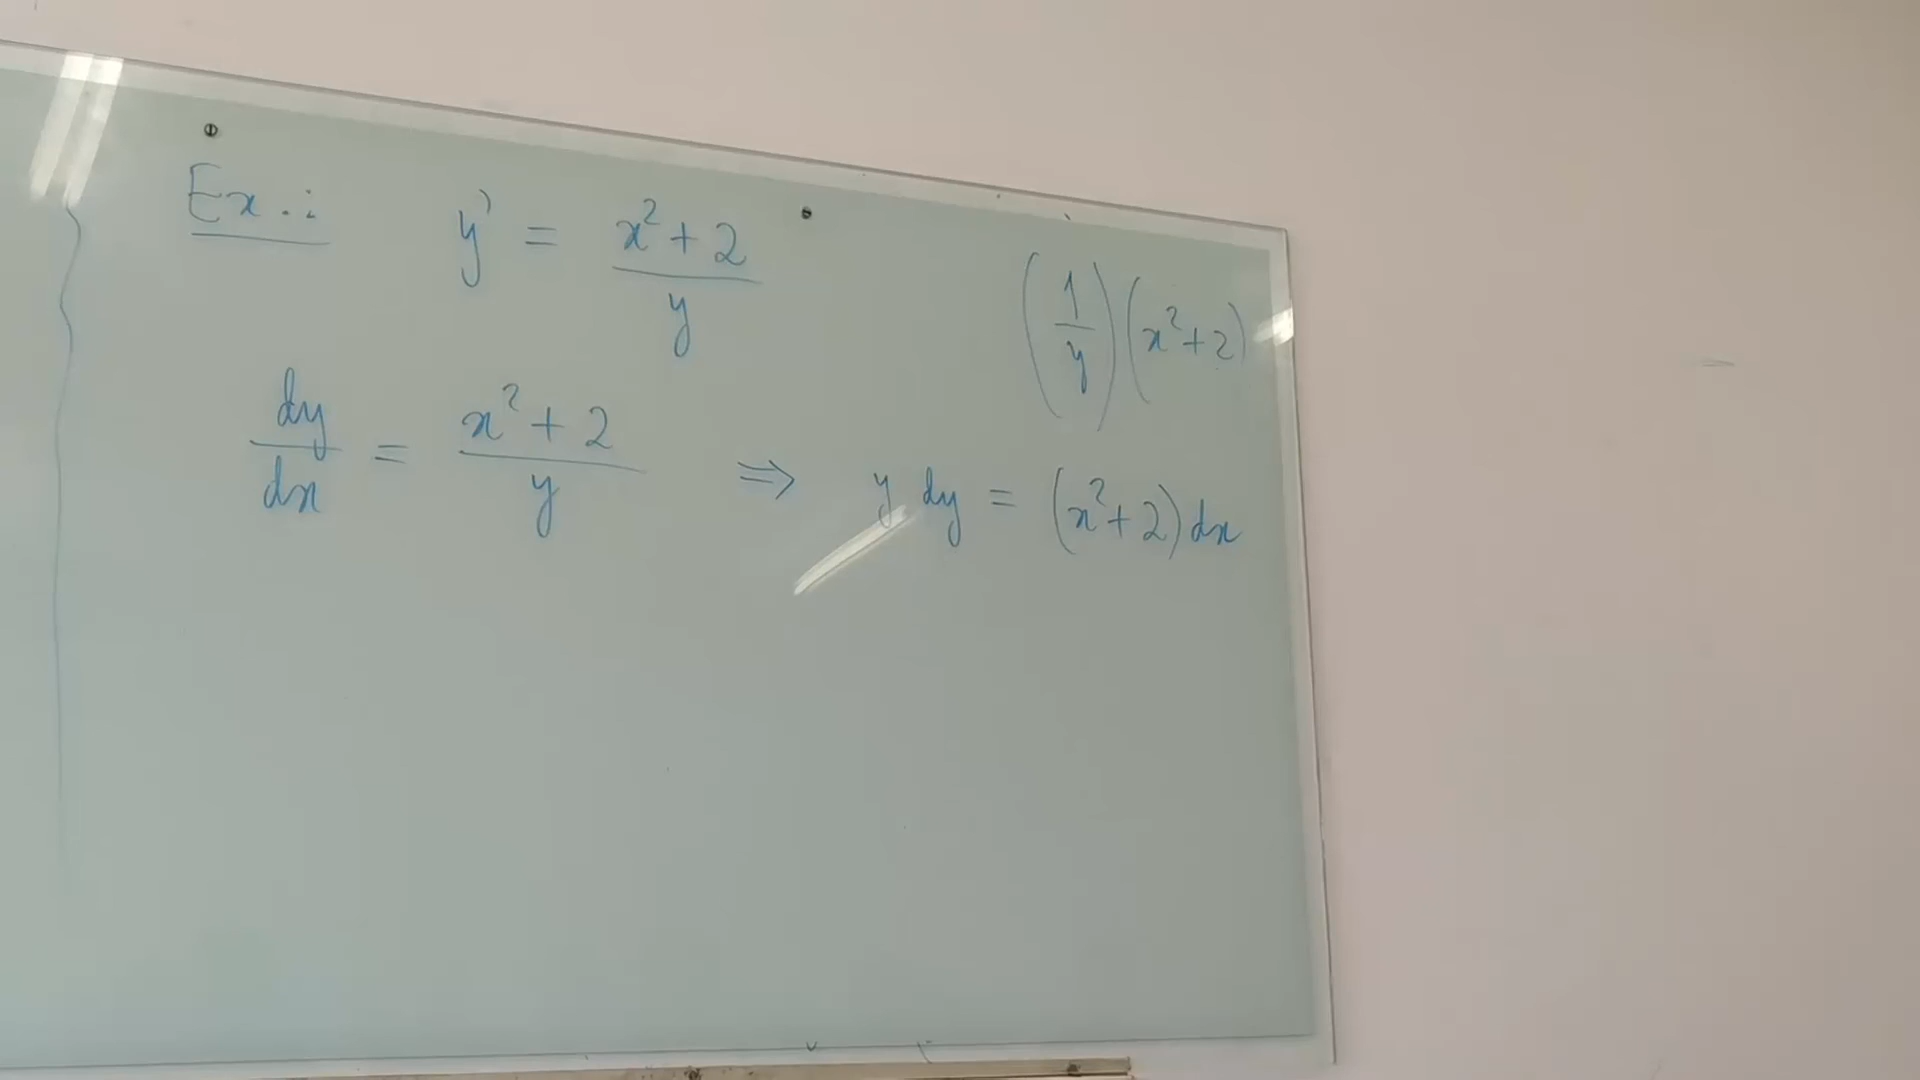 Ex.: y' = (x²+2)/y
(1/y)(x²+2)
dy/dx = (x²+2)/y ⇒ y dy = (x²+2)dx